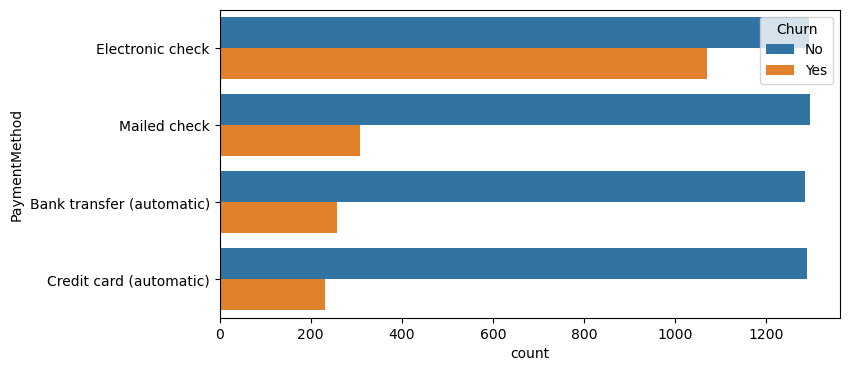 Churn
No
Yes
Electronic check
Mailed check
Bank transfer (automatic)
Credit card (automatic)
PaymentMethod
0 200 400 600 800 1000 1200
count